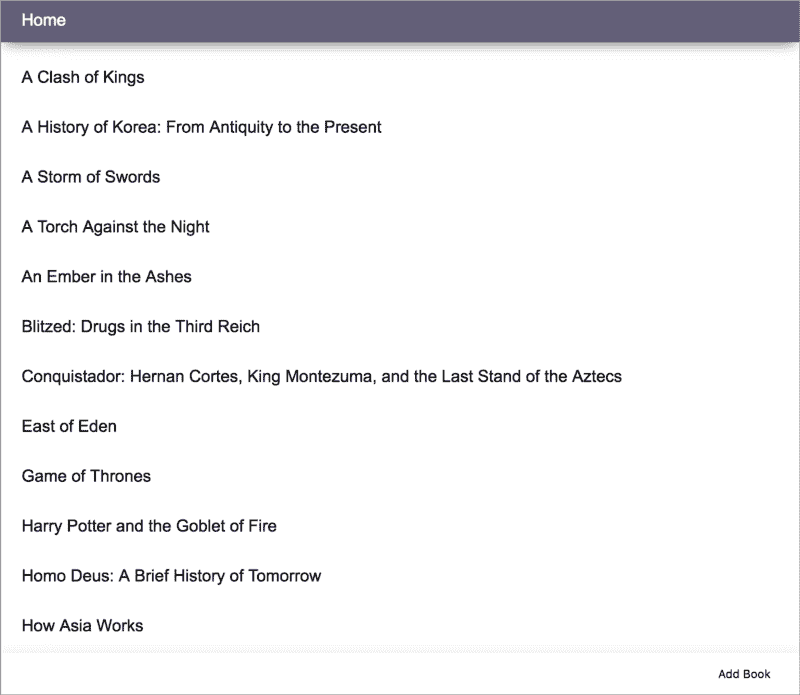 Home
A Clash of Kings
A History of Korea: From Antiquity to the Present
A Storm of Swords
A Torch Against the Night
An Ember in the Ashes
Blitzed: Drugs in the Third Reich
Conquistador: Hernan Cortes, King Montezuma, and the Last Stand of the Aztecs
East of Eden
Game of Thrones
Harry Potter and the Goblet of Fire
Homo Deus: A Brief History of Tomorrow
How Asia Works
Add Book